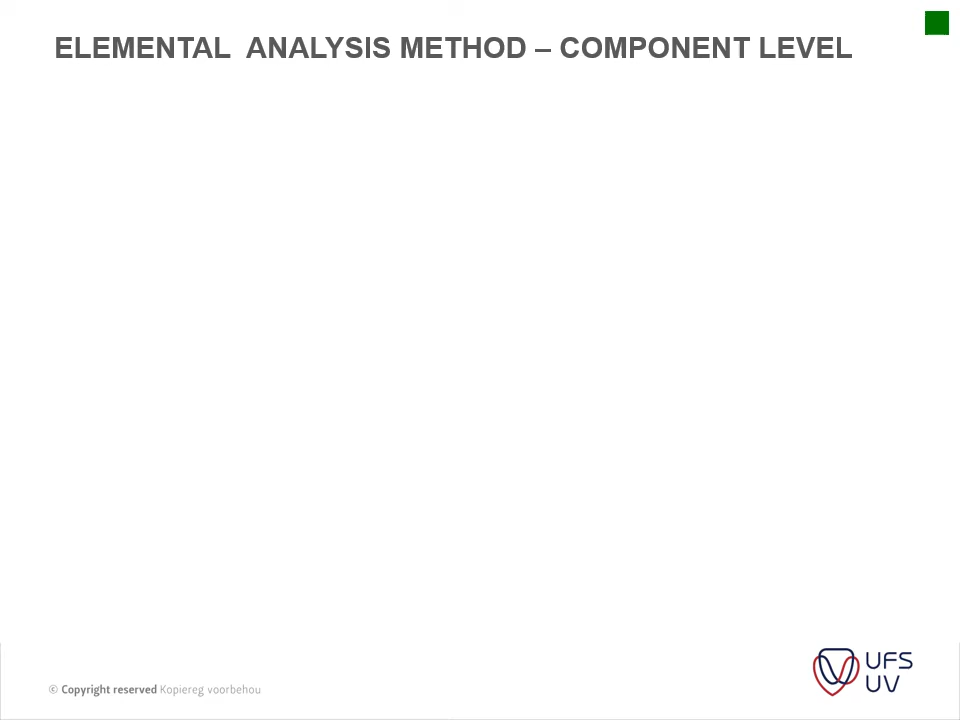 ELEMENTAL  ANALYSIS METHOD – COMPONENT LEVEL
UFS
UV
© Copyright reserved Kopiereg voorbehou